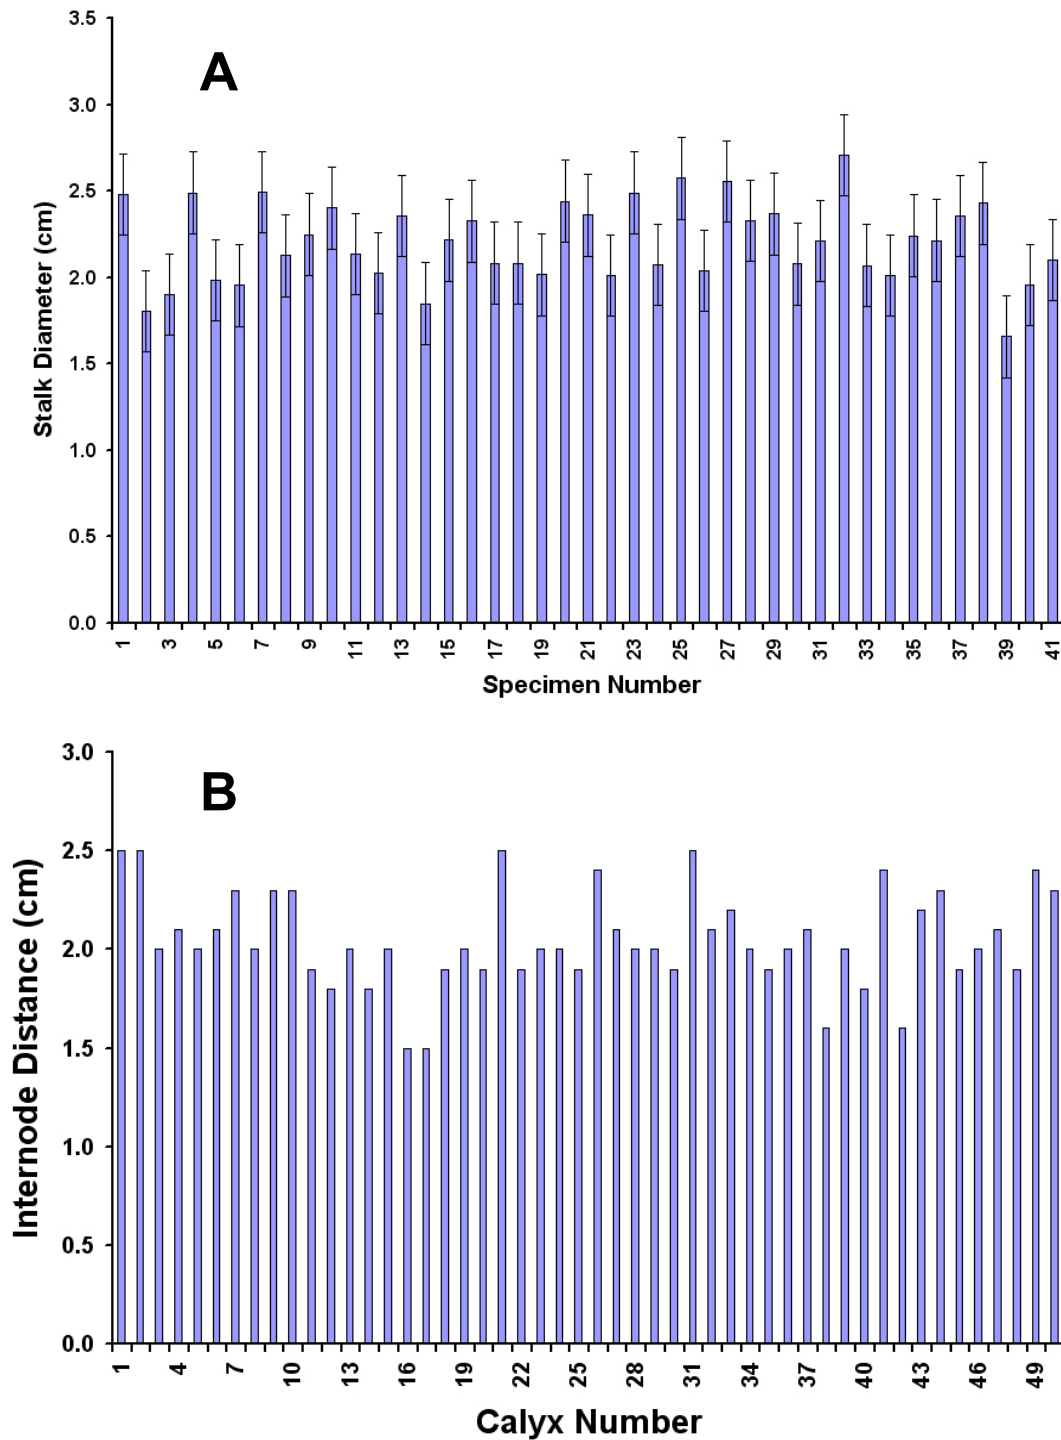 A
3.5
3.0
2.5
2.0
1.5
1.0
0.5
0.0
Stalk Diameter (cm)
1 3 5 7 9 11 13 15 17 19 21 23 25 27 29 31 33 35 37 39 41
Specimen Number
B
3.0
2.5
2.0
1.5
1.0
0.5
0.0
Internode Distance (cm)
1 4 7 10 13 16 19 22 25 28 31 34 37 40 43 46 49
Calyx Number